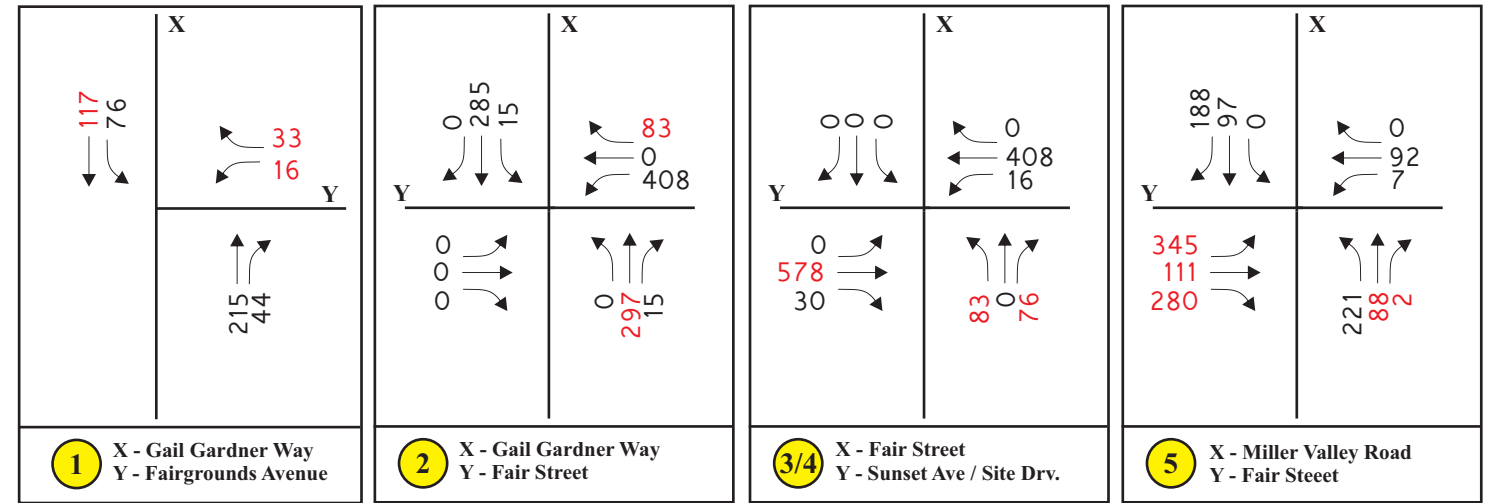 X
117
76
33
16
Y
215
44
1
X - Gail Gardner Way
Y - Fairgrounds Avenue
X
0
285
15
83
0
408
Y
0
0
0
0
297
15
2
X - Gail Gardner Way
Y - Fair Street
X
0
0
0
0
408
16
Y
0
578
30
83
0
76
3/4
X - Fair Street
Y - Sunset Ave / Site Drv.
X
188
97
0
0
92
7
Y
345
111
280
221
88
2
5
X - Miller Valley Road
Y - Fair Steeet